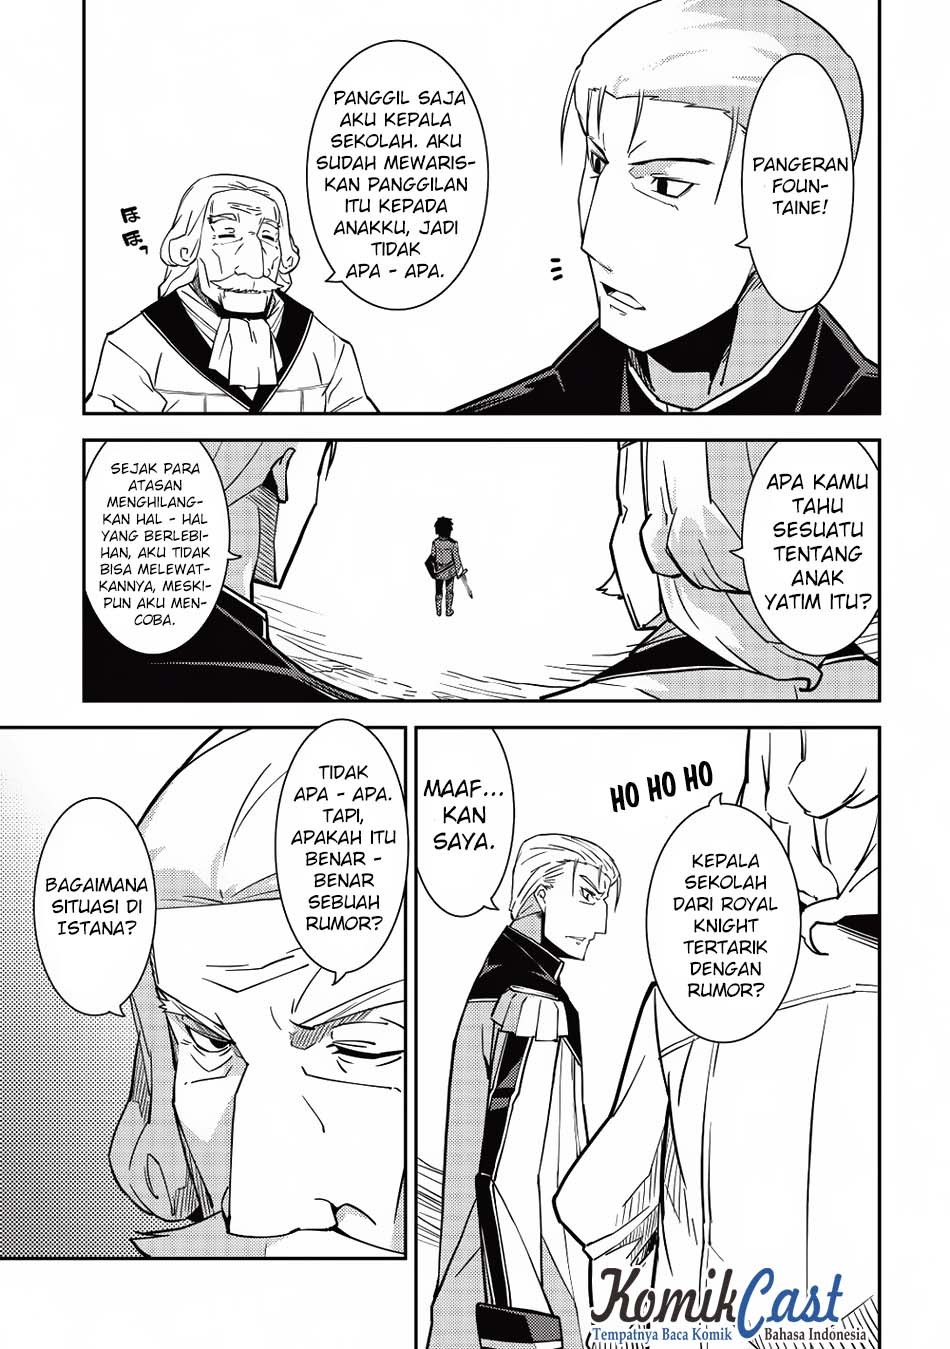 PANGERAN
FOUN-
TAINE!
PANGGIL SAJA
AKU KEPALA
SEKOLAH. AKU
SUDAH MEWARIS-
KAN PANGGILAN
ITU KEPADA
ANAKKU, JADI
TIDAK
APA - APA.
ほ
ほっ
APA KAMU
TAHU
SESUATU
TENTANG
ANAK
YATIM ITU?
SEJAK PARA
ATASAN
MENGHILANG-
KAN HAL - HAL
YANG BERLEBI-
HAN, AKU TIDAK
BISA MELEWAT-
KANNYA, MESKI-
PUN AKU MEN-
COBA.
HO HO HO
KEPALA
SEKOLAH
DARI ROYAL
KNIGHT
TERTARIK
DENGAN
RUMOR?
MAAF...
KAN
SAYA.
TIDAK
APA - APA.
TAPI,
APAKAH ITU
BENAR -
BENAR
SEBUAH
RUMOR?
BAGAIMANA
SITUASI DI
ISTANA?
KomikCast
Tempatnya Baca Komik Bahasa Indonesia